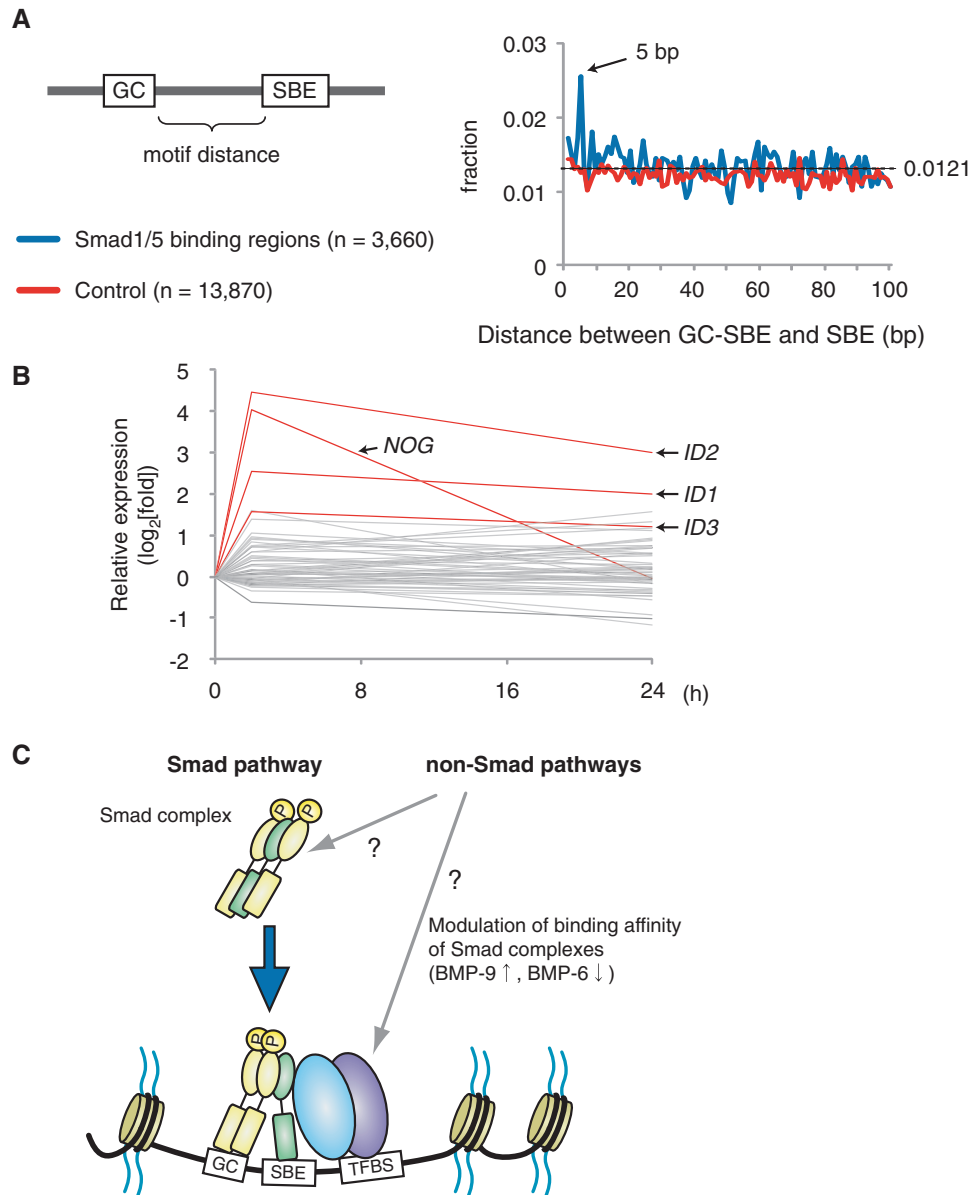 A
GC
SBE
motif distance
Smad1/5 binding regions (n = 3,660)
Control (n = 13,870)
0.03
0.02
0.01
0
fraction
5 bp
0.0121
0
20
40
60
80
100
Distance between GC-SBE and SBE (bp)
B
5
4
3
2
1
0
-1
-2
Relative expression
(log2[fold])
NOG
ID2
ID1
ID3
0
8
16
24
(h)
C
Smad pathway
non-Smad pathways
Smad complex
P
P
?
?
Modulation of binding affinity
of Smad complexes
(BMP-9 ↑, BMP-6 ↓)
P
P
GC
SBE
TFBS